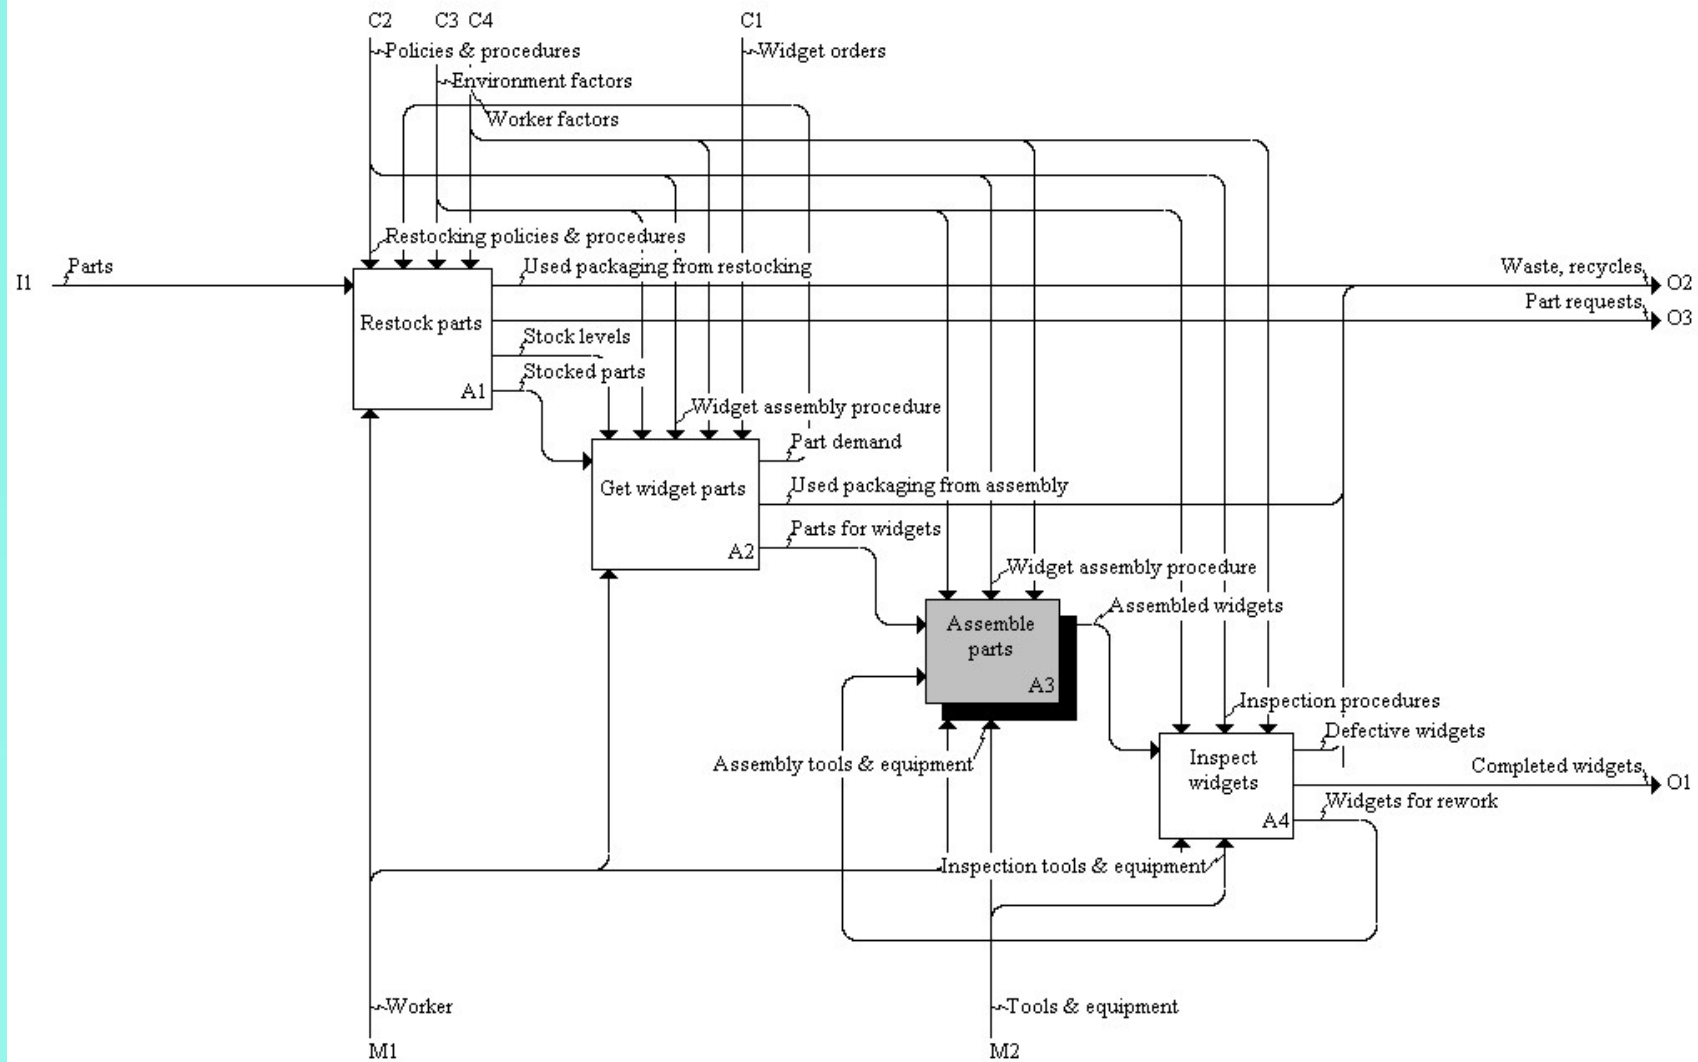 C2 C3 C4 C1
Policies & procedures
Widget orders
Environment factors
Worker factors
Restocking policies & procedures
Parts
Used packaging from restocking
Waste, recycles
I1
O2
Part requests
Restock parts
O3
Stock levels
Stocked parts
A1
Widget assembly procedure
Part demand
Get widget parts
Used packaging from assembly
Parts for widgets
A2
Widget assembly procedure
Assembled widgets
Assemble
parts
A3
Inspection procedures
Defective widgets
Assembly tools & equipment
Inspect
widgets
Completed widgets
O1
Widgets for rework
A4
Inspection tools & equipment
Worker
Tools & equipment
M1
M2